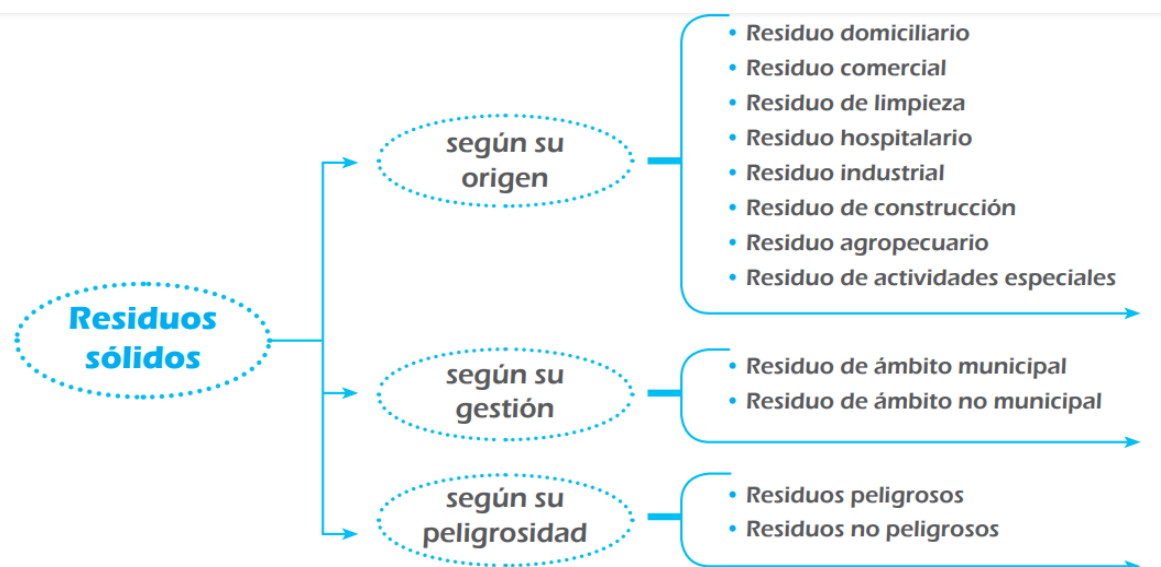 Residuos
sólidos
según su
origen
• Residuo domiciliario
• Residuo comercial
• Residuo de limpieza
• Residuo hospitalario
• Residuo industrial
• Residuo de construcción
• Residuo agropecuario
• Residuo de actividades especiales
según su
gestión
• Residuo de ámbito municipal
• Residuo de ámbito no municipal
según su
peligrosidad
• Residuos peligrosos
• Residuos no peligrosos